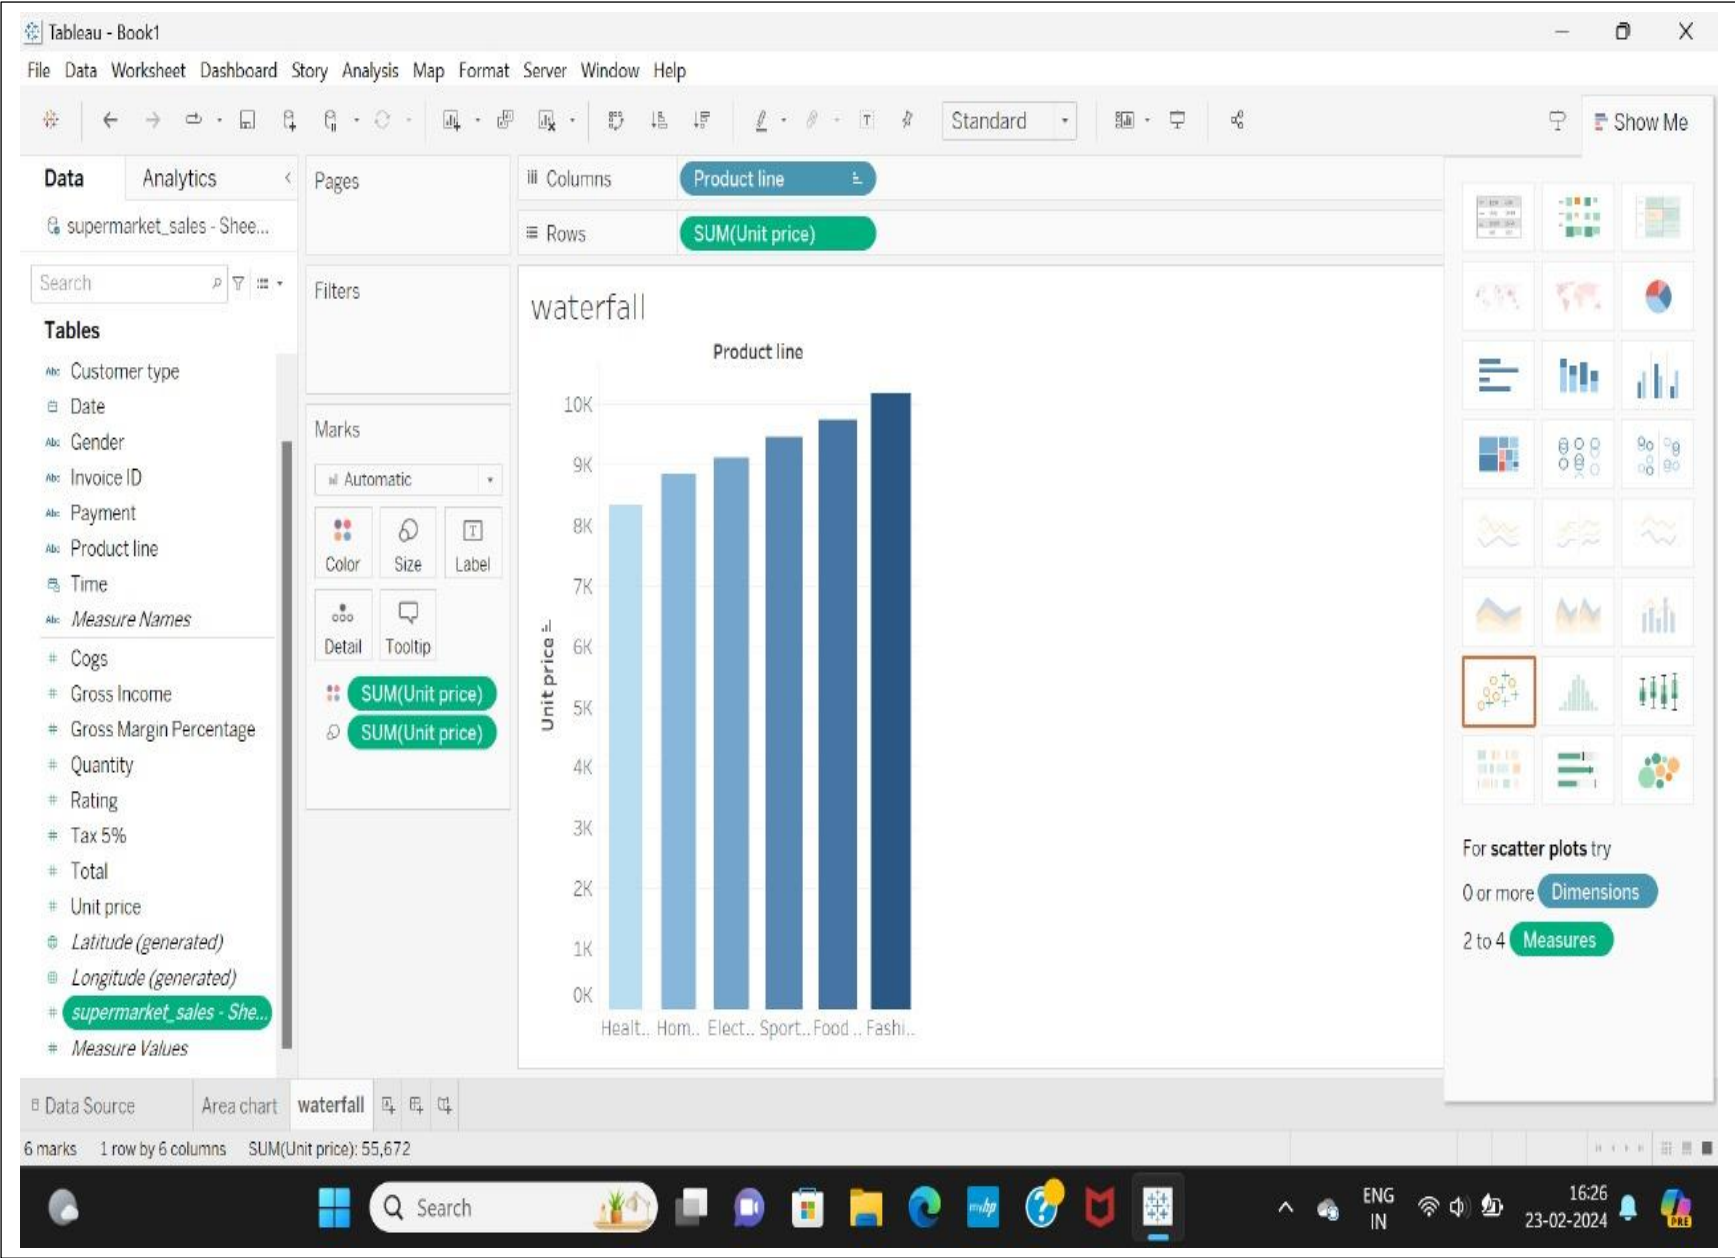 Tableau - Book1
File Data Worksheet Dashboard Story Analysis Map Format Server Window Help
Standard
Show Me
Data Analytics
Pages
Columns
Product line
supermarket_sales - Shee...
Rows
SUM(Unit price)
Search
Filters
waterfall
Tables
Product line
Abc Customer type
Date
Abc Gender
Abc Invoice ID
Abc Payment
Abc Product line
Time
Abc Measure Names
# Cogs
# Gross Income
# Gross Margin Percentage
# Quantity
# Rating
# Tax 5%
# Total
# Unit price
Latitude (generated)
Longitude (generated)
# supermarket_sales - She...
# Measure Values
Marks
Automatic
Color Size Label
Detail Tooltip
SUM(Unit price)
SUM(Unit price)
Unit price
10K
9K
8K
7K
6K
5K
4K
3K
2K
1K
0K
Healt.. Hom.. Elect.. Sport.. Food .. Fashi..
For scatter plots try
0 or more Dimensions
2 to 4 Measures
Data Source Area chart waterfall
6 marks 1 row by 6 columns SUM(Unit price): 55,672
Search
ENG
IN
16:26
23-02-2024
PRE